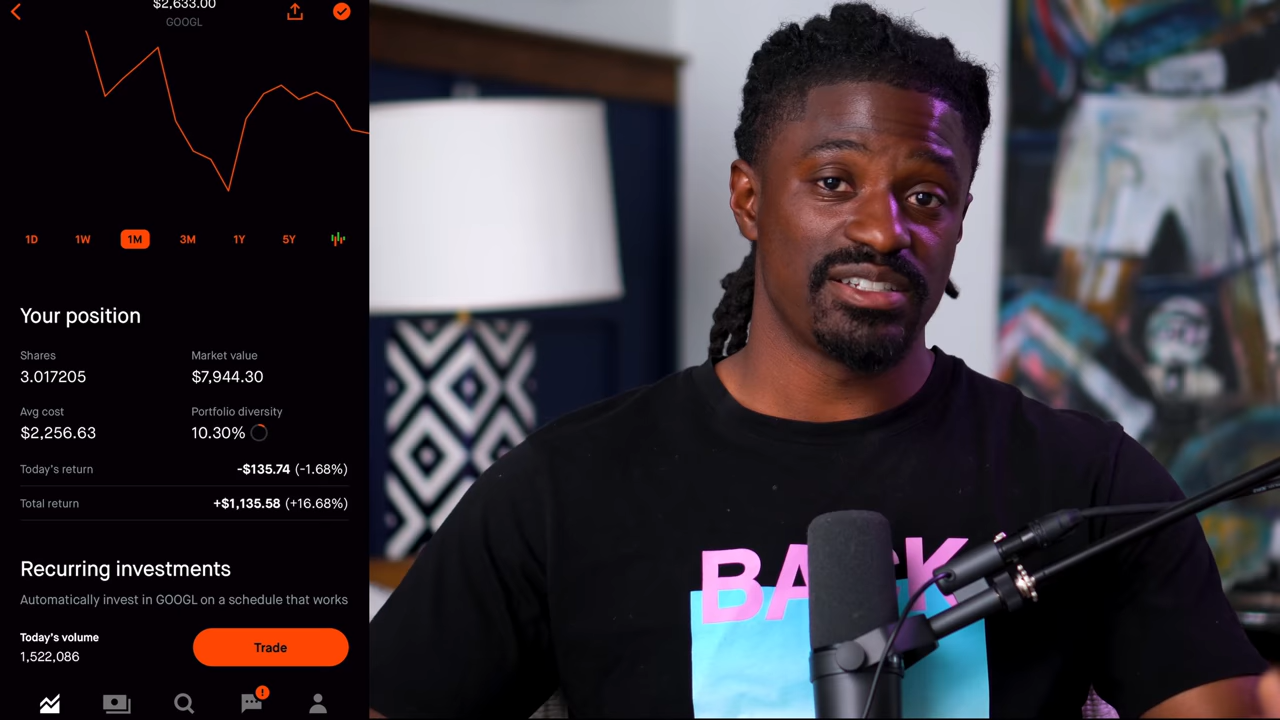 $2,633.00
GOOGL
1D 1W 1M 3M 1Y 5Y
Your position
Shares Market value
3.017205 $7,944.30
Avg cost Portfolio diversity
$2,256.63 10.30%
Today's return -$135.74 (-1.68%)
Total return +$1,135.58 (+16.68%)
Recurring investments
Automatically invest in GOOGL on a schedule that works
Today's volume
1,522,086
Trade
!